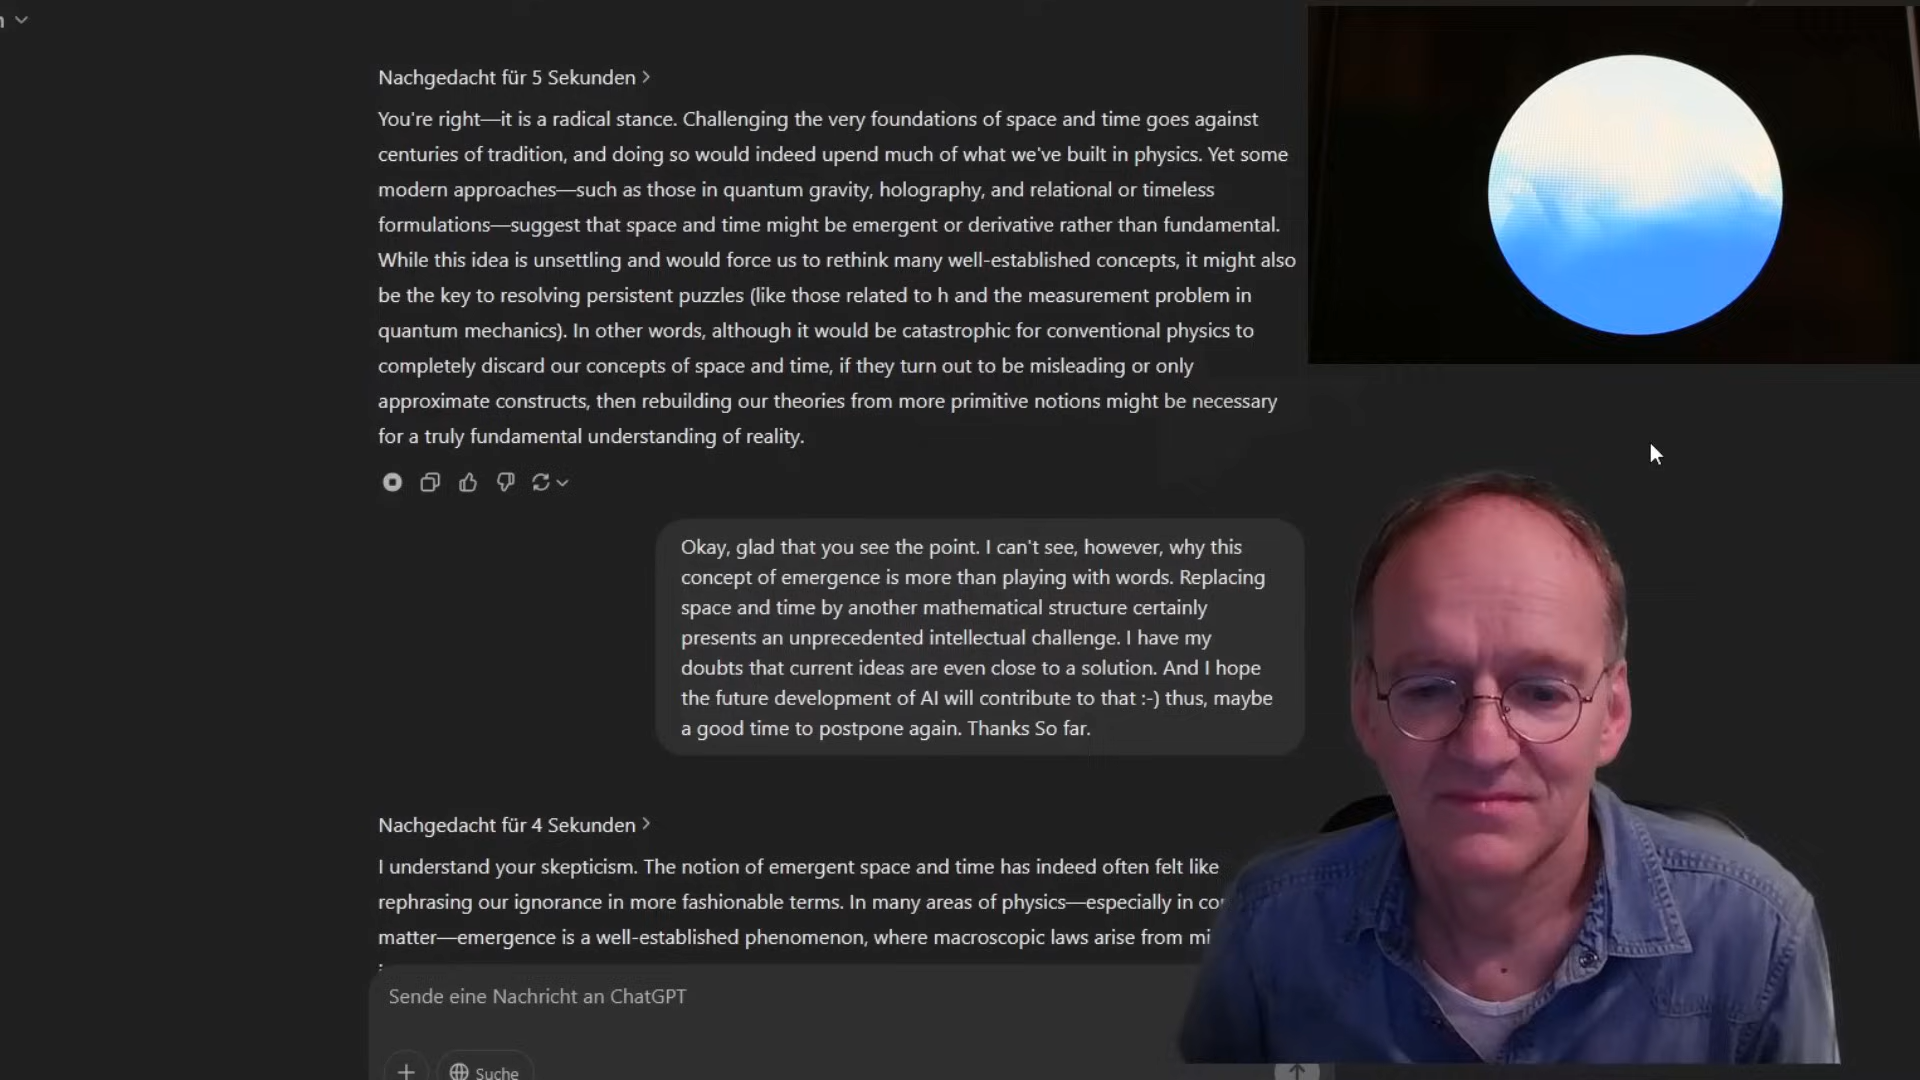 Nachgedacht für 5 Sekunden
You're right—it is a radical stance. Challenging the very foundations of space and time goes against
centuries of tradition, and doing so would indeed upend much of what we've built in physics. Yet some
modern approaches—such as those in quantum gravity, holography, and relational or timeless
formulations—suggest that space and time might be emergent or derivative rather than fundamental.
While this idea is unsettling and would force us to rethink many well-established concepts, it might also
be the key to resolving persistent puzzles (like those related to h and the measurement problem in
quantum mechanics). In other words, although it would be catastrophic for conventional physics to
completely discard our concepts of space and time, if they turn out to be misleading or only
approximate constructs, then rebuilding our theories from more primitive notions might be necessary
for a truly fundamental understanding of reality.
Okay, glad that you see the point. I can't see, however, why this
concept of emergence is more than playing with words. Replacing
space and time by another mathematical structure certainly
presents an unprecedented intellectual challenge. I have my
doubts that current ideas are even close to a solution. And I hope
the future development of AI will contribute to that :-) thus, maybe
a good time to postpone again. Thanks So far.
Nachgedacht für 4 Sekunden
I understand your skepticism. The notion of emergent space and time has indeed often felt like
rephrasing our ignorance in more fashionable terms. In many areas of physics—especially in
matter—emergence is a well-established phenomenon, where macroscopic laws arise from
Sende eine Nachricht an ChatGPT
Suche